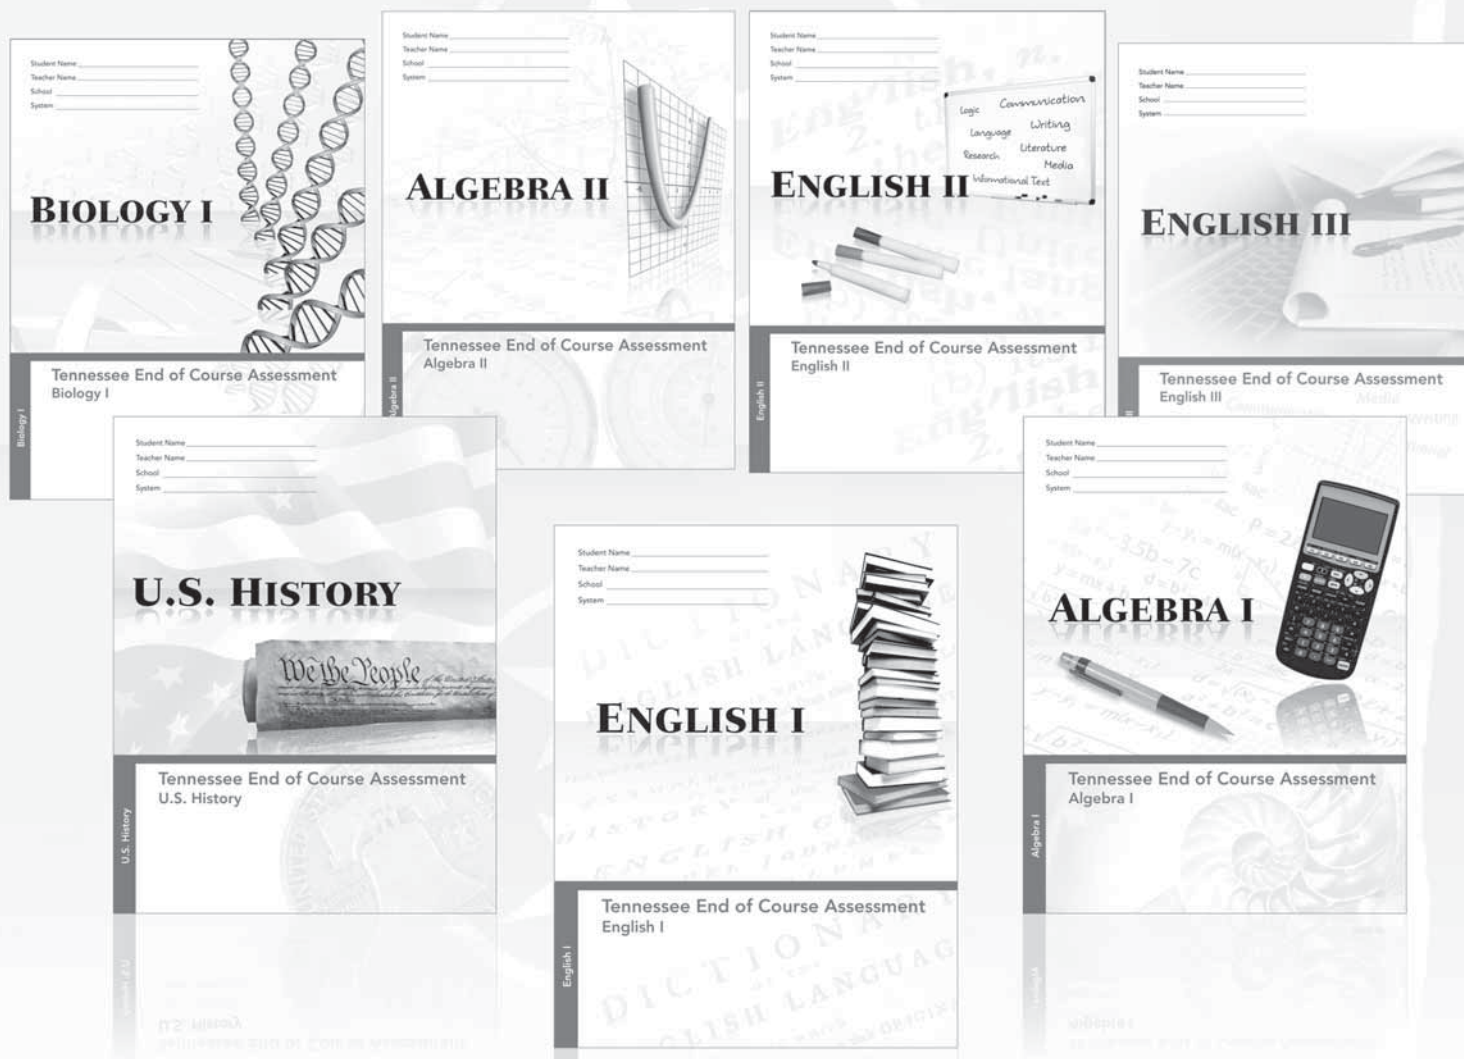 Student Name
Teacher Name
School
System
BIOLOGY I
Tennessee End of Course Assessment
Biology I
Biology I
Student Name
Teacher Name
School
System
ALGEBRA II
Tennessee End of Course Assessment
Algebra II
Algebra II
Student Name
Teacher Name
School
System
Logic
Communication
Writing
Language
Literature
Research
Media
Informational Text
ENGLISH II
Tennessee End of Course Assessment
English II
English II
Student Name
Teacher Name
School
System
ENGLISH III
Tennessee End of Course Assessment
English III
Student Name
Teacher Name
School
System
U.S. HISTORY
We the People
Tennessee End of Course Assessment
U.S. History
U.S. History
Student Name
Teacher Name
School
System
ENGLISH I
Tennessee End of Course Assessment
English I
English I
DICTIONARY
OF THE
ENGLISH LANGUAG
Student Name
Teacher Name
School
System
3.5b - 7c
ALGEBRA I
Tennessee End of Course Assessment
Algebra I
Algebra I